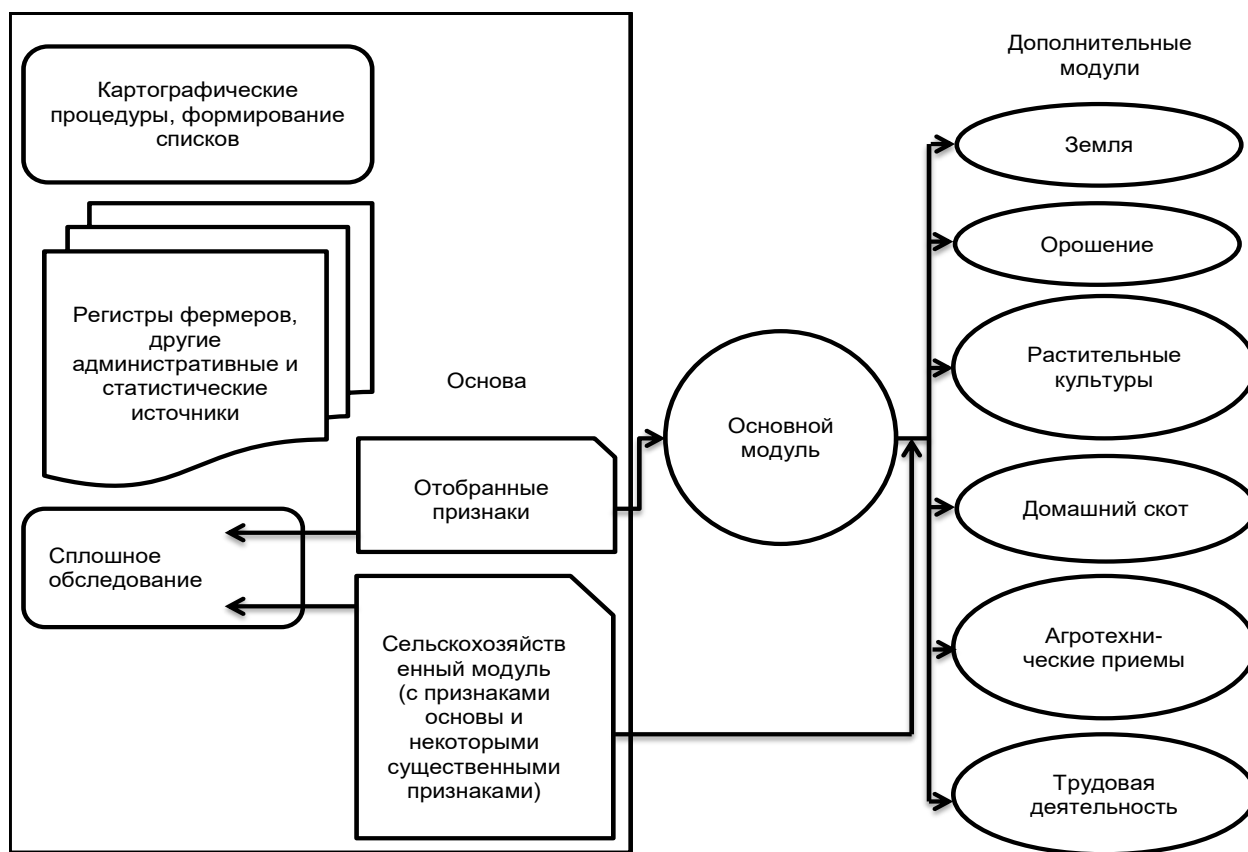 Картографические
процедуры, формирование
списков
Регистры фермеров,
другие
административные и
статистические
источники
Основа
Отобранные
признаки
Сплошное
обследование
Сельскохозяйств
енный модуль
(с признаками
основы и
некоторыми
существенными
признаками)
Основной
модуль
Дополнительные
модули
Земля
Орошение
Растительные
культуры
Домашний скот
Агротехни-
ческие приемы
Трудовая
деятельность